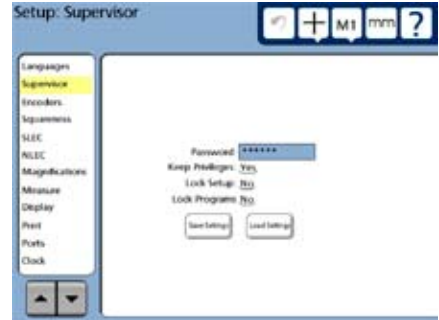 Setup: Supervisor
M1 mm ?
Languages
Supervisor
Encoders
Squareness
SLEC
NLEC
Magnifications
Measure
Display
Print
Ports
Clock
Password ******
Keep Privileges: Yes
Lock Setup: No
Lock Programs No
Save Settings Load Settings